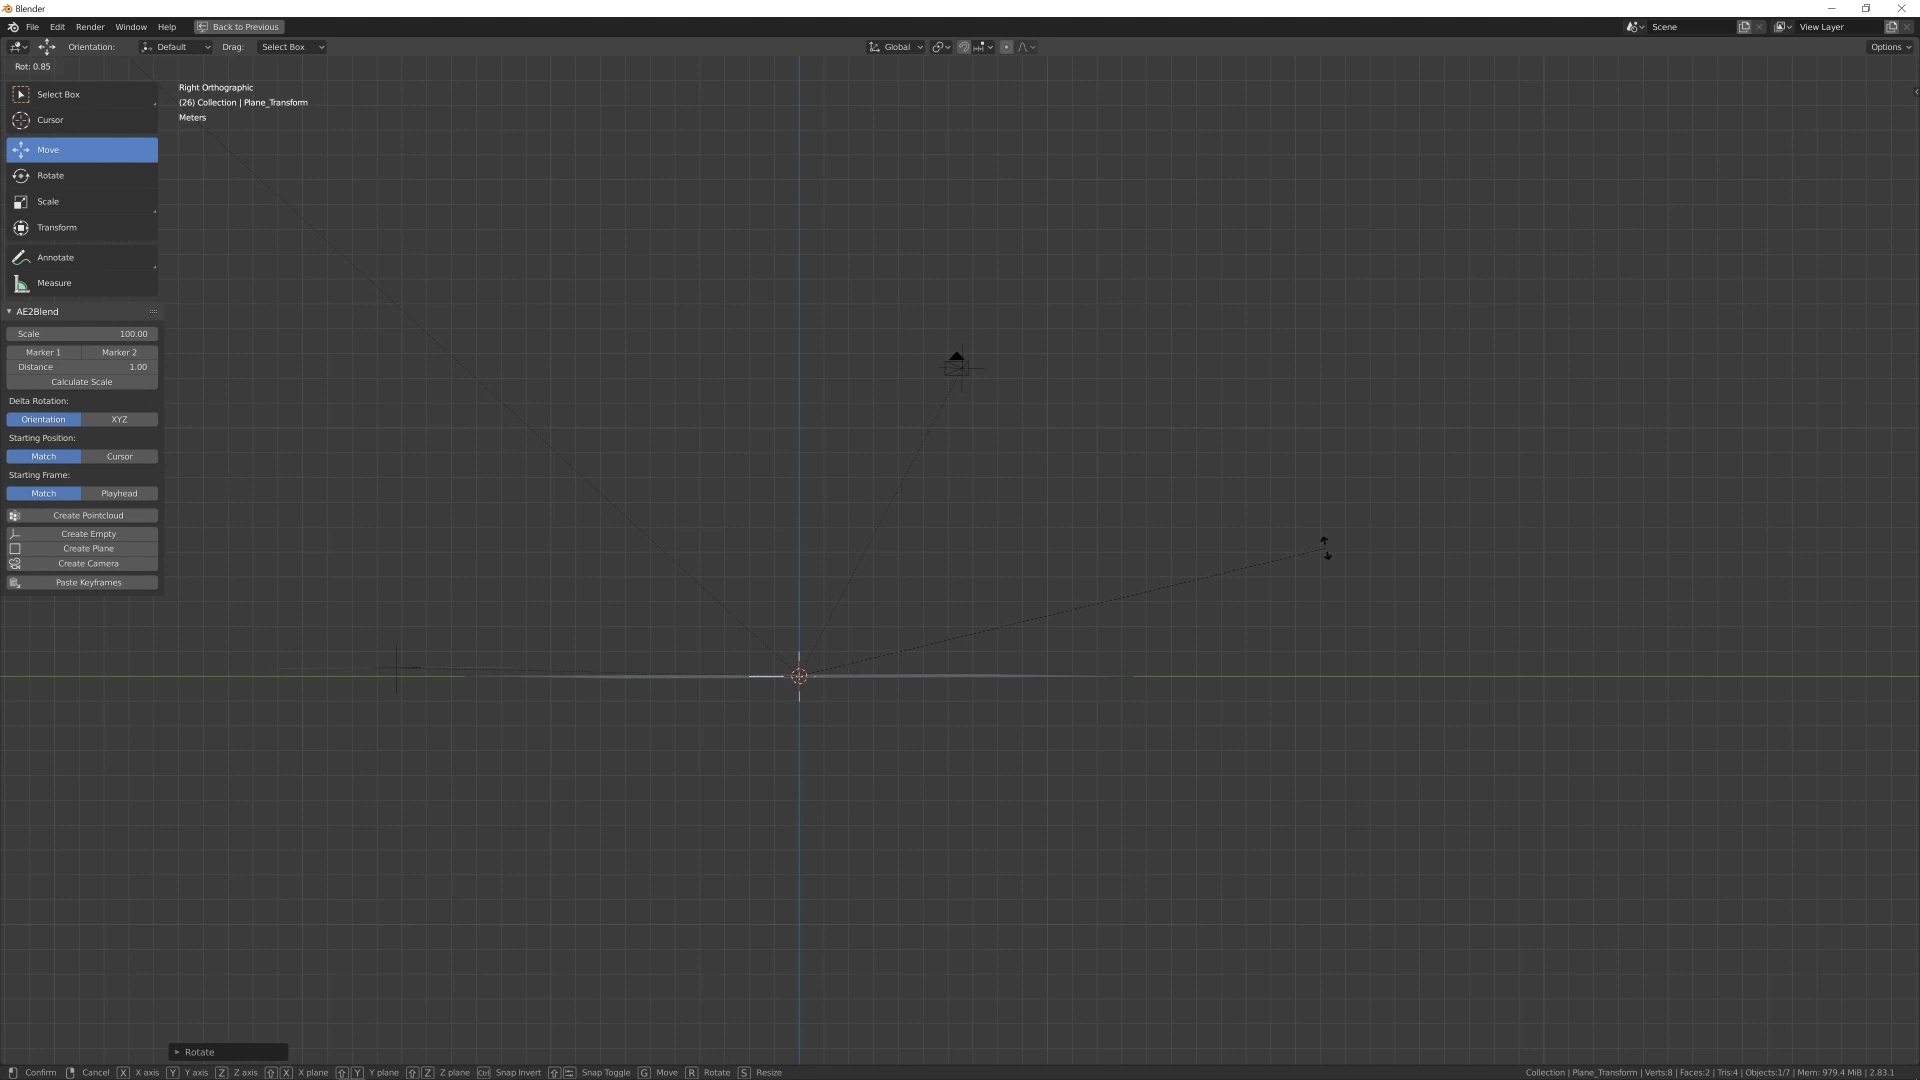 Blender
File Edit Render Window Help Back to Previous Scene View Layer
Orientation: Default Drag: Select Box Global Options
Rot: 0.85
Right Orthographic
(26) Collection | Plane_Transform
Meters
Select Box
Cursor
Move
Rotate
Scale
Transform
Annotate
Measure
AE2Blend
Scale 100.00
Marker 1 Marker 2
Distance 1.00
Calculate Scale
Delta Rotation:
Orientation XYZ
Starting Position:
Match Cursor
Starting Frame:
Match Playhead
Create Pointcloud
Create Empty
Create Plane
Create Camera
Paste Keyframes
Rotate
Confirm Cancel X X axis Y Y axis Z Z axis X X plane Y Y plane Z Z plane Ctrl Snap Invert Snap Toggle G Move R Rotate S Resize Collection | Plane_Transform | Verts:8 | Faces:2 | Tris:4 | Objects:1/7 | Mem: 979.4 MiB | 2.83.1